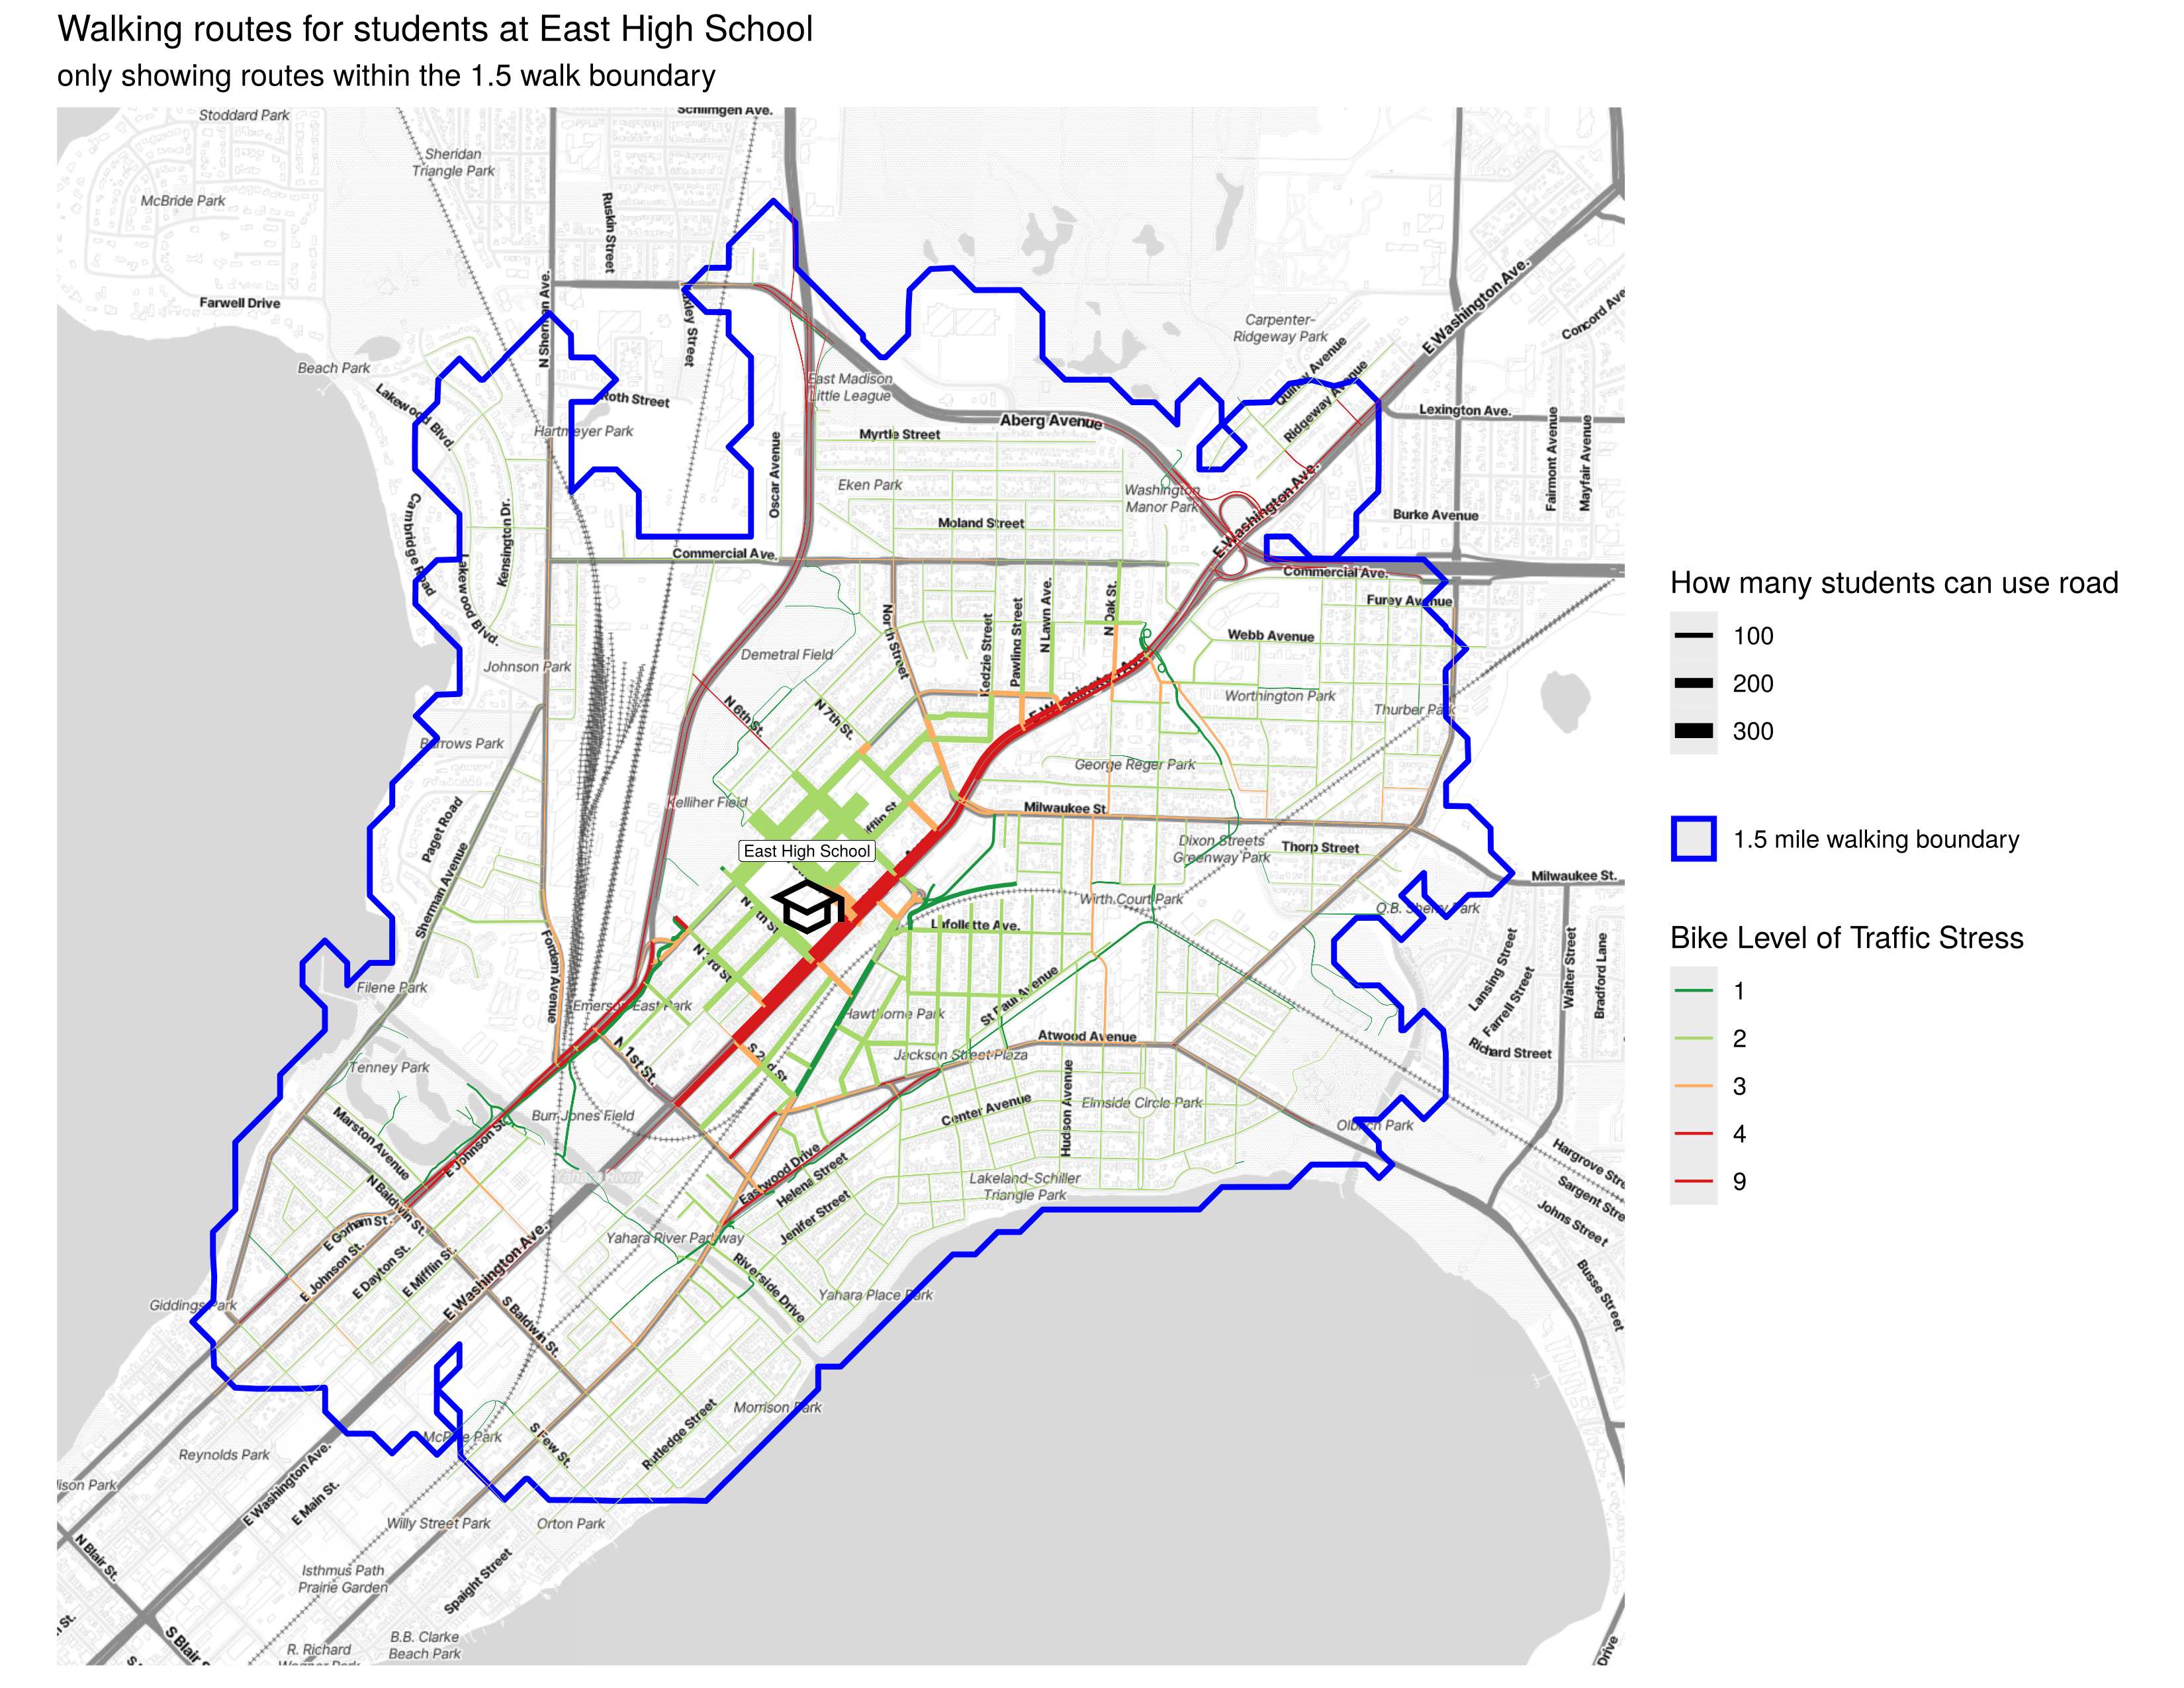 Walking routes for students at East High School
only showing routes within the 1.5 walk boundary
Schlimgen Ave.
Stoddard Park
Sheridan
Triangle Park
McBride Park
Ruskin Street
N Sherman Ave.
Farwell Drive
E Washington Ave.
Concord Ave
Carpenter-
Ridgeway Park
Quincy Avenue
Ridgeway Avenue
Beach Park
Lakewood Blvd.
East Madison
Little League
Roth Street
Hartmeyer Park
Oscar Avenue
Myrtle Street
Aberg Avenue
Lexington Ave.
Fairmont Avenue
Mayfair Avenue
Eken Park
Washington
Manor Park
E Washington Ave.
Burke Avenue
Cambridge Road
Kensington Dr.
Lakewood Blvd.
Moland Street
Commercial Ave.
Commercial Ave.
Furey Avenue
North Street
Kedzie Street
Pawling Street
N Lawn Ave.
N Oak St.
Webb Avenue
Johnson Park
Demetral Field
Worthington Park
Thurber Park
N 6th St.
N 7th St.
Burrows Park
George Reger Park
Kelliher Field
Milwaukee St.
Paget Road
Sherman Avenue
East High School
Dixon Streets
Greenway Park
Thorp Street
Milwaukee St.
Wirth Court Park
O.B. Sherry Park
Lafollette Ave.
Fordem Avenue
N 3rd St.
Filene Park
Emerson East Park
Hawthorne Park
St Paul Avenue
Lansing Street
Farrell Street
Walter Street
Bradford Lane
Richard Street
Atwood Avenue
N 1st St.
S 2nd St.
Jackson Street Plaza
Tenney Park
Burr Jones Field
Marston Avenue
E Johnson St.
Center Avenue
Hudson Avenue
Elmside Circle Park
Olbrich Park
N Baldwin St.
Eastwood Drive
Helena Street
Jenifer Street
Lakeland-Schiller
Triangle Park
Hargrove Stre
Sargent Stre
Johns Street
Busse Street
E Gorham St.
E Johnson St.
E Dayton St.
E Mifflin St.
E Washington Ave.
Yahara River Parkway
Riverside Drive
Yahara Place Park
Giddings Park
S Baldwin St.
Morrison Park
Rutledge Street
S Few St.
Reynolds Park
E Washington Ave.
E Main St.
Willy Street Park
Orton Park
Isthmus Path
Prairie Garden
Spaight Street
N Blair St.
S Blair S
R. Richard
B.B. Clarke
Beach Park
Drive
How many students can use road
100
200
300
1.5 mile walking boundary
Bike Level of Traffic Stress
1
2
3
4
9